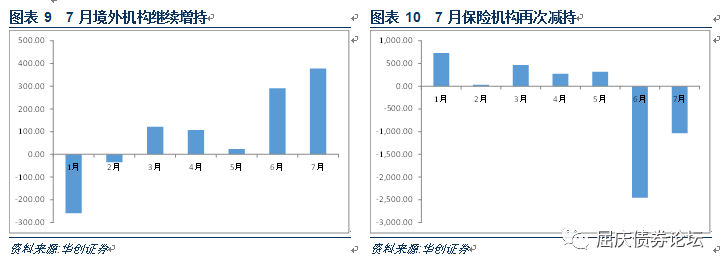 图表 9 7 月境外机构继续增持
500.00
400.00
300.00
200.00
100.00
0.00
-100.00
-200.00
-300.00
1月 2月 3月 4月 5月 6月 7月
资料来源:华创证券
图表 10 7 月保险机构再次减持
1,000.00
500.00
0.00
-500.00
-1,000.00
-1,500.00
-2,000.00
-2,500.00
-3,000.00
1月 2月 3月 4月 5月 6月 7月
资料来源:华创证券
屈庆债券论坛